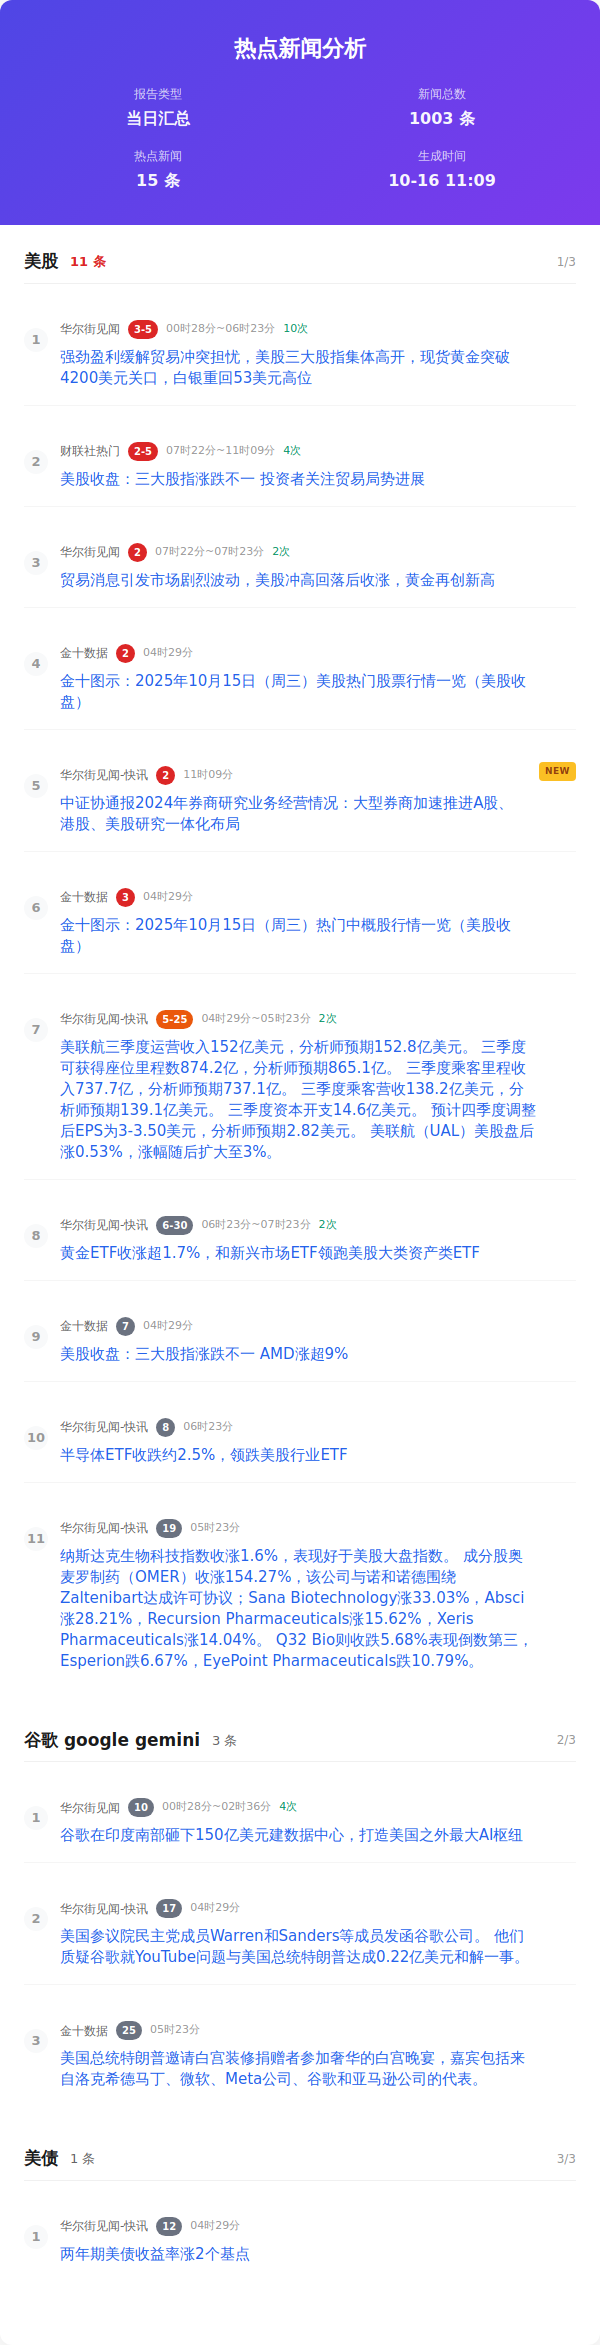 热点新闻分析
报告类型
当日汇总
新闻总数
1003 条
热点新闻
15 条
生成时间
10-16 11:09
美股 11 条 1/3
1
华尔街见闻 3-5 00时28分~06时23分 10次
强劲盈利缓解贸易冲突担忧，美股三大股指集体高开，现货黄金突破
4200美元关口，白银重回53美元高位
2
财联社热门 2-5 07时22分~11时09分 4次
美股收盘：三大股指涨跌不一 投资者关注贸易局势进展
3
华尔街见闻 2 07时22分~07时23分 2次
贸易消息引发市场剧烈波动，美股冲高回落后收涨，黄金再创新高
4
金十数据 2 04时29分
金十图示：2025年10月15日（周三）美股热门股票行情一览（美股收
盘）
5
华尔街见闻-快讯 2 11时09分 NEW
中证协通报2024年券商研究业务经营情况：大型券商加速推进A股、
港股、美股研究一体化布局
6
金十数据 3 04时29分
金十图示：2025年10月15日（周三）热门中概股行情一览（美股收
盘）
7
华尔街见闻-快讯 5-25 04时29分~05时23分 2次
美联航三季度运营收入152亿美元，分析师预期152.8亿美元。 三季度
可获得座位里程数874.2亿，分析师预期865.1亿。 三季度乘客里程收
入737.7亿，分析师预期737.1亿。 三季度乘客营收138.2亿美元，分
析师预期139.1亿美元。 三季度资本开支14.6亿美元。 预计四季度调整
后EPS为3-3.50美元，分析师预期2.82美元。 美联航（UAL）美股盘后
涨0.53%，涨幅随后扩大至3%。
8
华尔街见闻-快讯 6-30 06时23分~07时23分 2次
黄金ETF收涨超1.7%，和新兴市场ETF领跑美股大类资产类ETF
9
金十数据 7 04时29分
美股收盘：三大股指涨跌不一 AMD涨超9%
10
华尔街见闻-快讯 8 06时23分
半导体ETF收跌约2.5%，领跌美股行业ETF
11
华尔街见闻-快讯 19 05时23分
纳斯达克生物科技指数收涨1.6%，表现好于美股大盘指数。 成分股奥
麦罗制药（OMER）收涨154.27%，该公司与诺和诺德围绕
Zaltenibart达成许可协议；Sana Biotechnology涨33.03%，Absci
涨28.21%，Recursion Pharmaceuticals涨15.62%，Xeris
Pharmaceuticals涨14.04%。 Q32 Bio则收跌5.68%表现倒数第三，
Esperion跌6.67%，EyePoint Pharmaceuticals跌10.79%。
谷歌 google gemini 3 条 2/3
1
华尔街见闻 10 00时28分~02时36分 4次
谷歌在印度南部砸下150亿美元建数据中心，打造美国之外最大AI枢纽
2
华尔街见闻-快讯 17 04时29分
美国参议院民主党成员Warren和Sanders等成员发函谷歌公司。 他们
质疑谷歌就YouTube问题与美国总统特朗普达成0.22亿美元和解一事。
3
金十数据 25 05时23分
美国总统特朗普邀请白宫装修捐赠者参加奢华的白宫晚宴，嘉宾包括来
自洛克希德马丁、微软、Meta公司、谷歌和亚马逊公司的代表。
美债 1 条 3/3
1
华尔街见闻-快讯 12 04时29分
两年期美债收益率涨2个基点